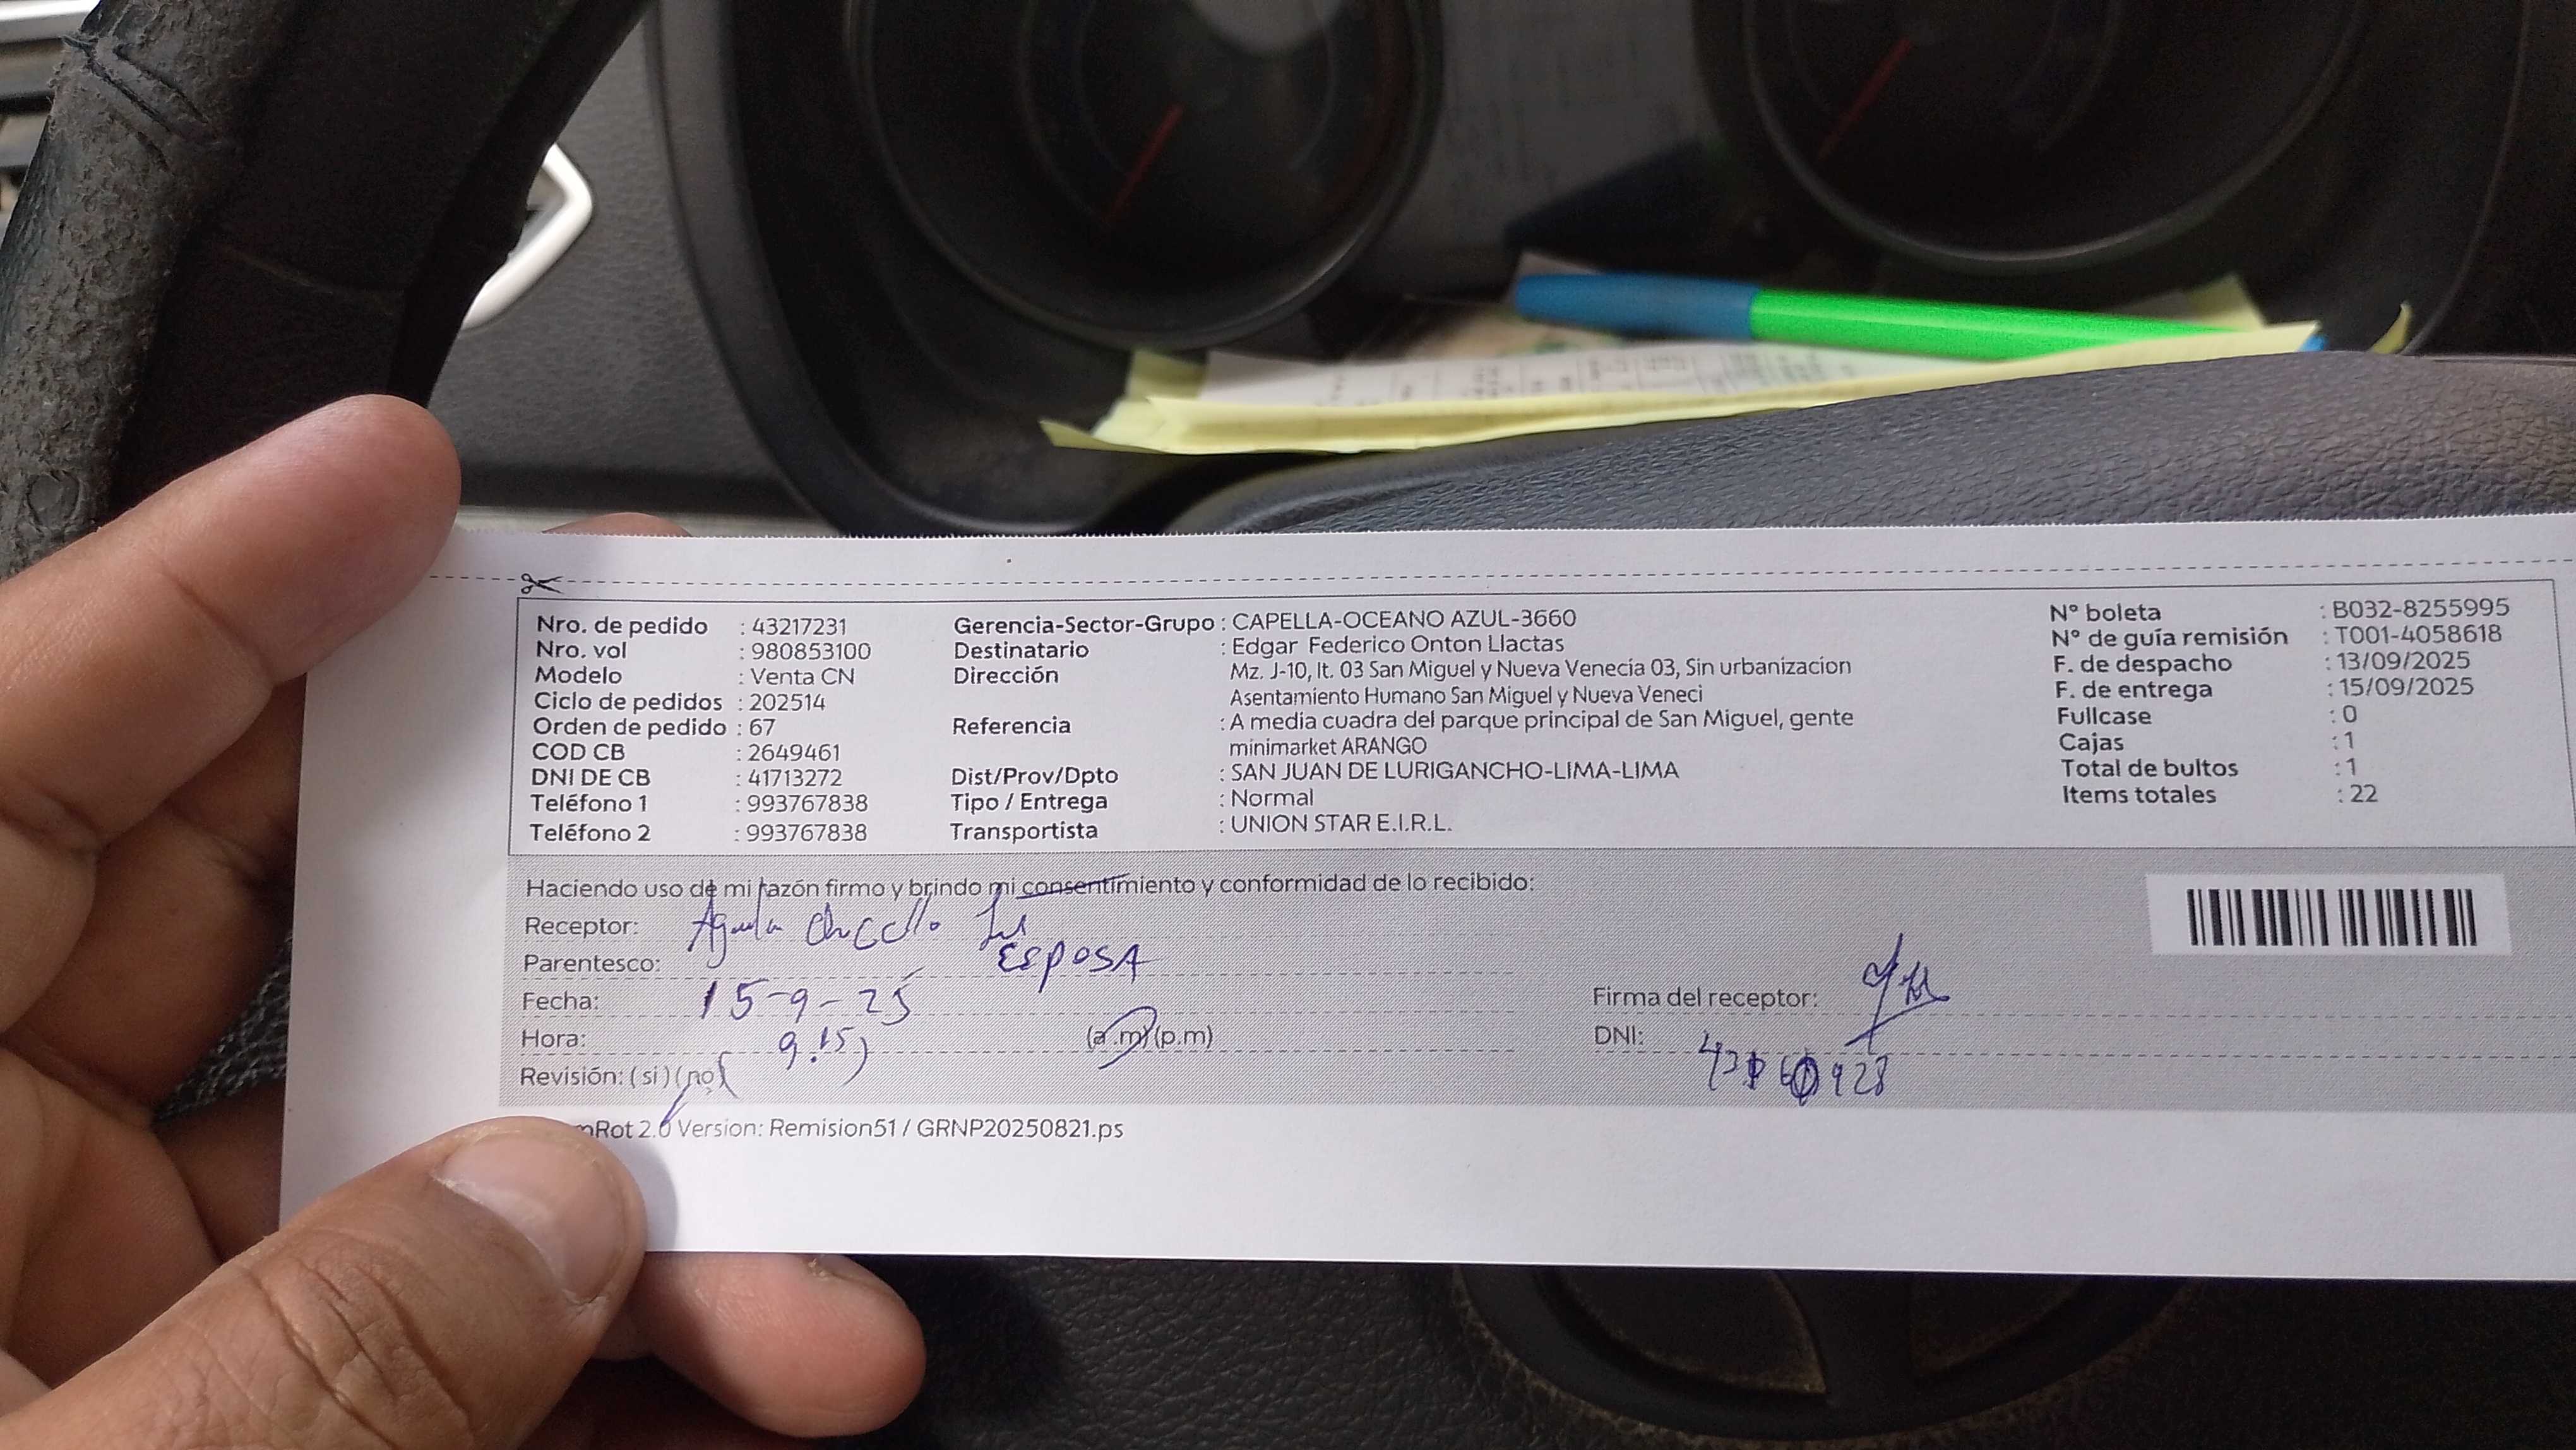 Nro. de pedido : 43217231
Nro. vol : 980853100
Modelo : Venta CN
Ciclo de pedidos : 202514
Orden de pedido : 67
COD CB : 2649461
DNI DE CB : 41713272
Teléfono 1 : 993767838
Teléfono 2 : 993767838
Gerencia-Sector-Grupo : CAPELLA-OCEANO AZUL-3660
Destinatario : Edgar Federico Onton Llactas
Dirección Mz. J-10, lt. 03 San Miguel y Nueva Venecia 03, Sin urbanizacion
Asentamiento Humano San Miguel y Nueva Veneci
Referencia : A media cuadra del parque principal de San Miguel, gente
minimarket ARANGO
Dist/Prov/Dpto : SAN JUAN DE LURIGANCHO-LIMA-LIMA
Tipo / Entrega : Normal
Transportista : UNION STAR E.I.R.L.
N° boleta : B032-8255995
N° de guía remisión : T001-4058618
F. de despacho : 13/09/2025
F. de entrega : 15/09/2025
Fullcase : 0
Cajas : 1
Total de bultos : 1
Items totales : 22
Haciendo uso de mi razón firmo y brindo mi consentimiento y conformidad de lo recibido:
Receptor:
Parentesco: ESPOSA
Fecha: 15-9-25
Hora: 9.15 (a.m) (p.m)
Revisión: (si) (no)
Firma del receptor:
DNI:
mRot 2.0 Version: Remision51 / GRNP20250821.ps